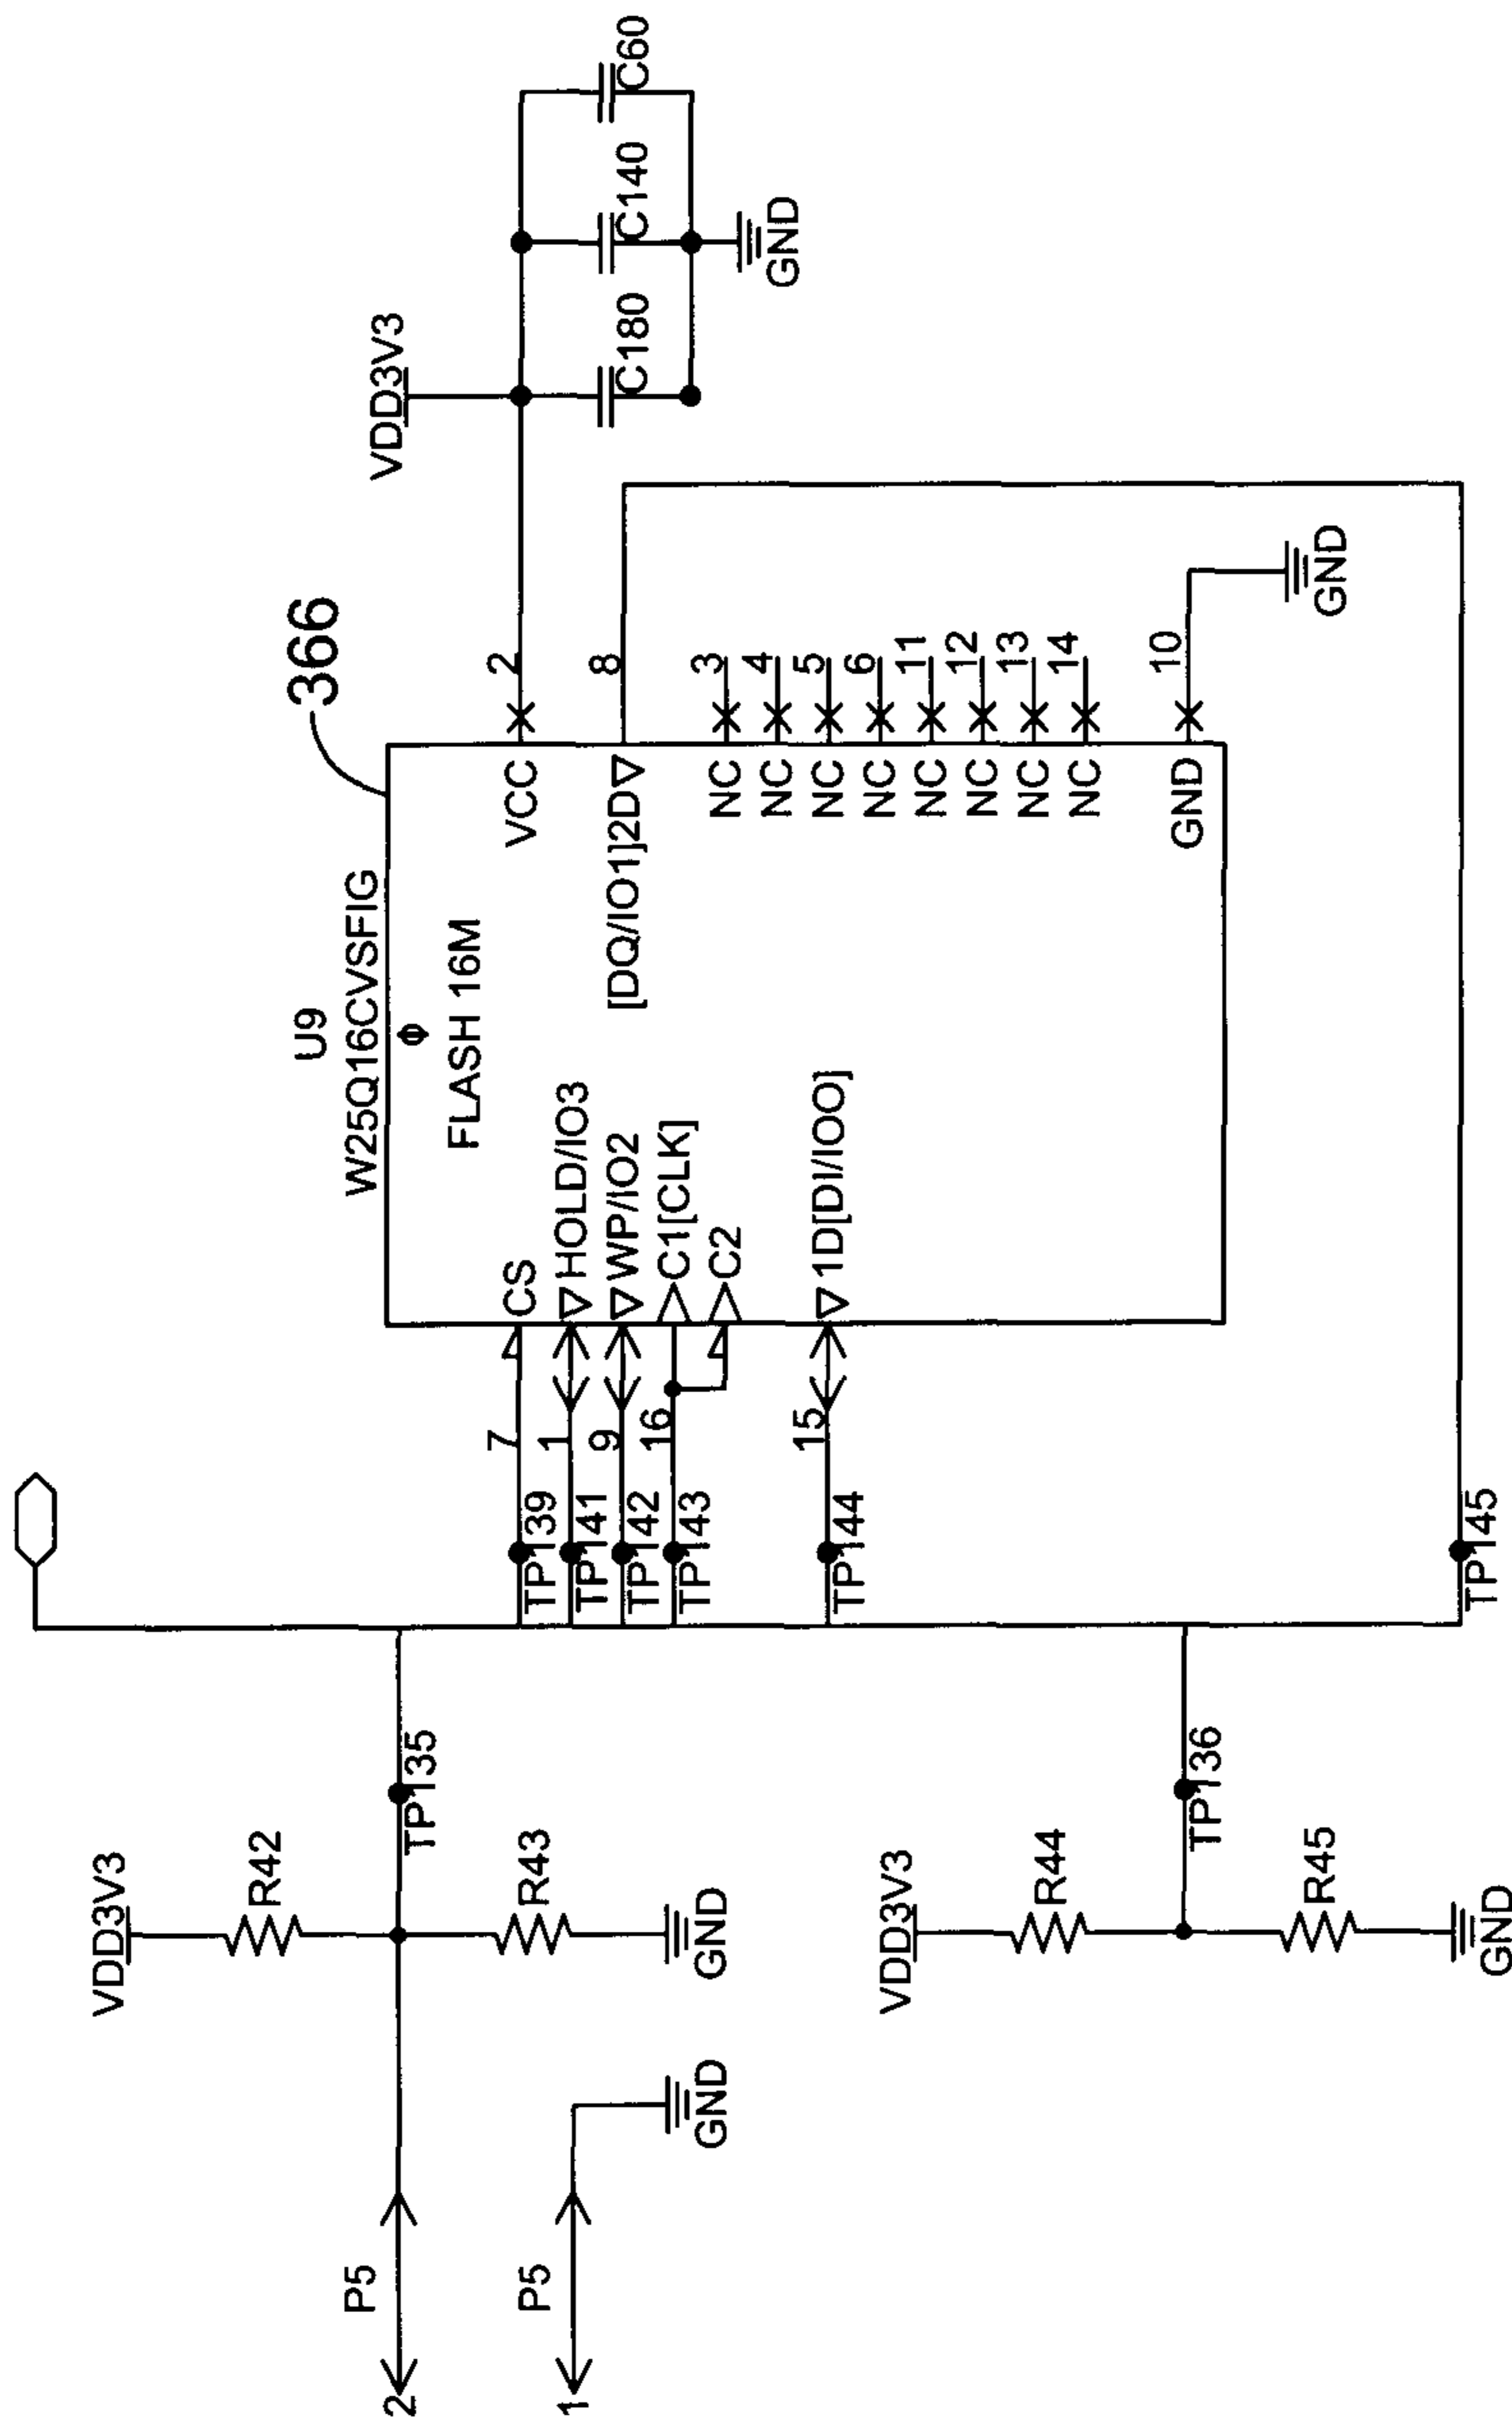 366
U9
W25Q16CVSFIG
Φ
FLASH 16M
VDD3V3
C180
C140
C60
GND
7
CS
1
HOLD/IO3
9
WP/IO2
16
C1[CLK]
C2
15
1D[DI/IOO]
VCC
2
[DQ/IO1]2D
8
NC
3
NC
4
NC
5
NC
6
NC
11
NC
12
NC
13
NC
14
GND
10
GND
TP139
TP141
TP142
TP143
TP144
TP145
VDD3V3
R42
TP135
R43
GND
2
P5
1
P5
GND
VDD3V3
R44
TP136
R45
GND